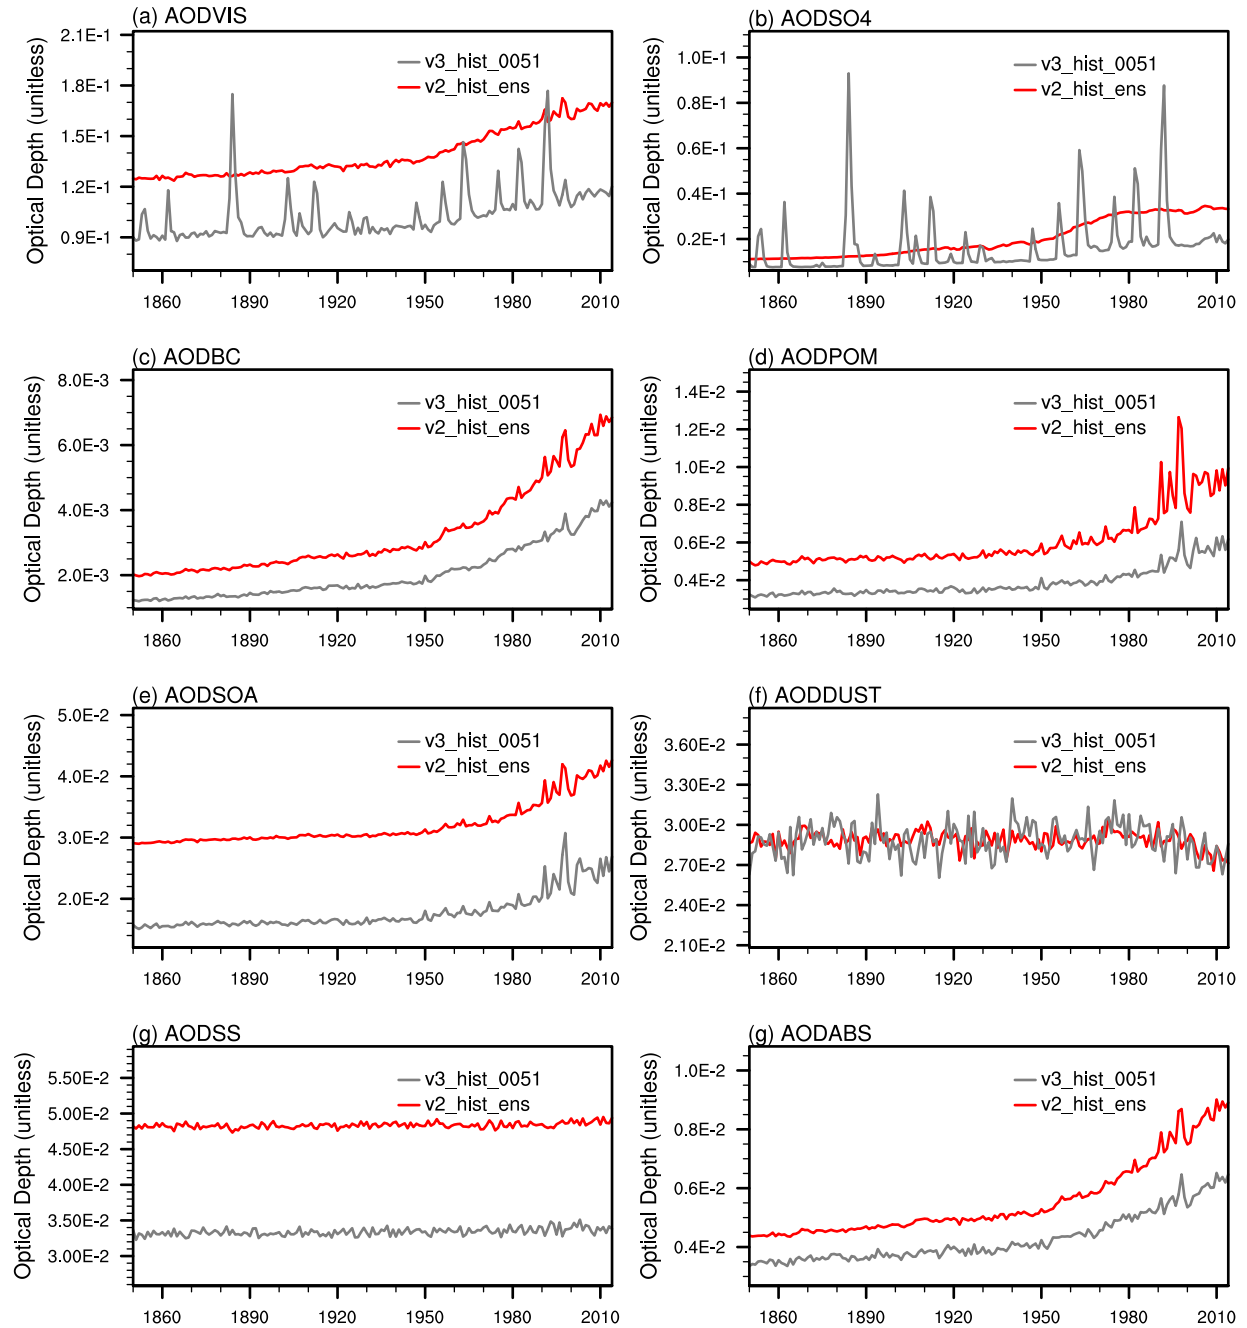 (a) AODVIS
Optical Depth (unitless)
2.1E-1
1.8E-1
1.5E-1
1.2E-1
0.9E-1
v3_hist_0051
v2_hist_ens
1860 1890 1920 1950 1980 2010
(b) AODSO4
Optical Depth (unitless)
1.0E-1
0.8E-1
0.6E-1
0.4E-1
0.2E-1
v3_hist_0051
v2_hist_ens
1860 1890 1920 1950 1980 2010
(c) AODBC
Optical Depth (unitless)
8.0E-3
6.0E-3
4.0E-3
2.0E-3
v3_hist_0051
v2_hist_ens
1860 1890 1920 1950 1980 2010
(d) AODPOM
Optical Depth (unitless)
1.4E-2
1.2E-2
1.0E-2
0.8E-2
0.6E-2
0.4E-2
v3_hist_0051
v2_hist_ens
1860 1890 1920 1950 1980 2010
(e) AODSOA
Optical Depth (unitless)
5.0E-2
4.0E-2
3.0E-2
2.0E-2
v3_hist_0051
v2_hist_ens
1860 1890 1920 1950 1980 2010
(f) AODDUST
Optical Depth (unitless)
3.60E-2
3.30E-2
3.00E-2
2.70E-2
2.40E-2
2.10E-2
v3_hist_0051
v2_hist_ens
1860 1890 1920 1950 1980 2010
(g) AODSS
Optical Depth (unitless)
5.50E-2
5.00E-2
4.50E-2
4.00E-2
3.50E-2
3.00E-2
v3_hist_0051
v2_hist_ens
1860 1890 1920 1950 1980 2010
(g) AODABS
Optical Depth (unitless)
1.0E-2
0.8E-2
0.6E-2
0.4E-2
v3_hist_0051
v2_hist_ens
1860 1890 1920 1950 1980 2010